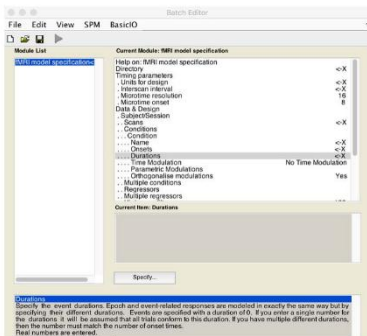 Batch Editor
File Edit View SPM BasicIO
Module List
Current Module: fMRI model specification
fMRI model specification<-X
Help on: fMRI model specification
Directory <-X
Timing parameters
. Units for design <-X
. Interscan interval <-X
. Microtime resolution 16
. Microtime onset 8
Data & Design
. Subject/Session
. . Scans <-X
. . Conditions
. . . Condition
. . . . Name <-X
. . . . Onsets <-X
. . . . Durations <-X
. . . . Time Modulation No Time Modulation
. . . . Parametric Modulations
. . . . Orthogonalise modulations Yes
. . Multiple conditions
. . Regressors
. . Multiple regressors
Current Item: Durations
Specify...
Durations
Specify the event durations. Epoch and event-related responses are modeled in exactly the same way but by
specifying their different durations. Events are specified with a duration of 0. If you enter a single number for
the durations it will be assumed that all trials conform to this duration. If you have multiple different durations,
then the number must match the number of onset times.
Real numbers are entered.